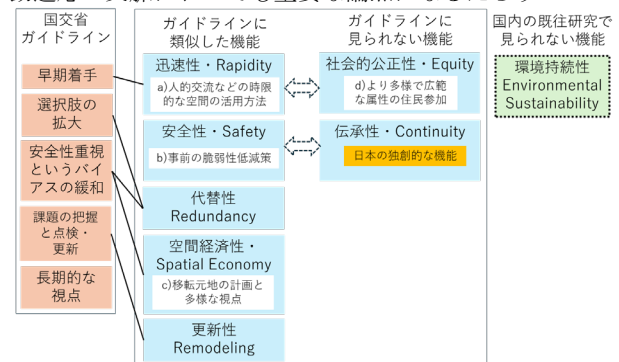 国交省
ガイドライン
早期着手
選択肢の
拡大
安全性重視
というバイ
アスの緩和
課題の把握
と点検・
更新
長期的な
視点
ガイドラインに
類似した機能
迅速性・Rapidity
a)人的交流などの時限
的な空間の活用方法
安全性・Safety
b)事前の脆弱性低減策
代替性
Redundancy
空間経済性・
Spatial Economy
c)移転元地の計画と
多様な視点
更新性
Remodeling
ガイドラインに
見られない機能
社会的公正性・Equity
d)より多様で広範
な属性の住民参加
伝承性・Continuity
日本の独創的な機能
国内の既往研究で
見られない機能
環境持続性
Environmental
Sustainability